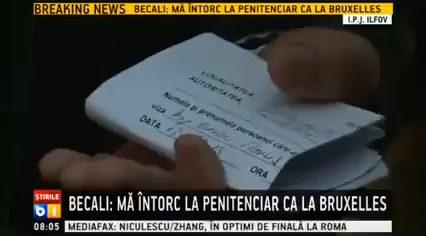 BREAKING NEWS
BECALI: MĂ ÎNTORC LA PENITENCIAR CA LA BRUXELLES
I.P.J. ILFOV
LOCALITATEA
AUTORITATEA
Numele și prenumele persoanei care
viza
DATA
ORA
ȘTIRILE
b1
BECALI: MĂ ÎNTORC LA PENITENCIAR CA LA BRUXELLES
08:05 MEDIAFAX: NICULESCU/ZHANG, ÎN OPTIMI DE FINALĂ LA ROMA